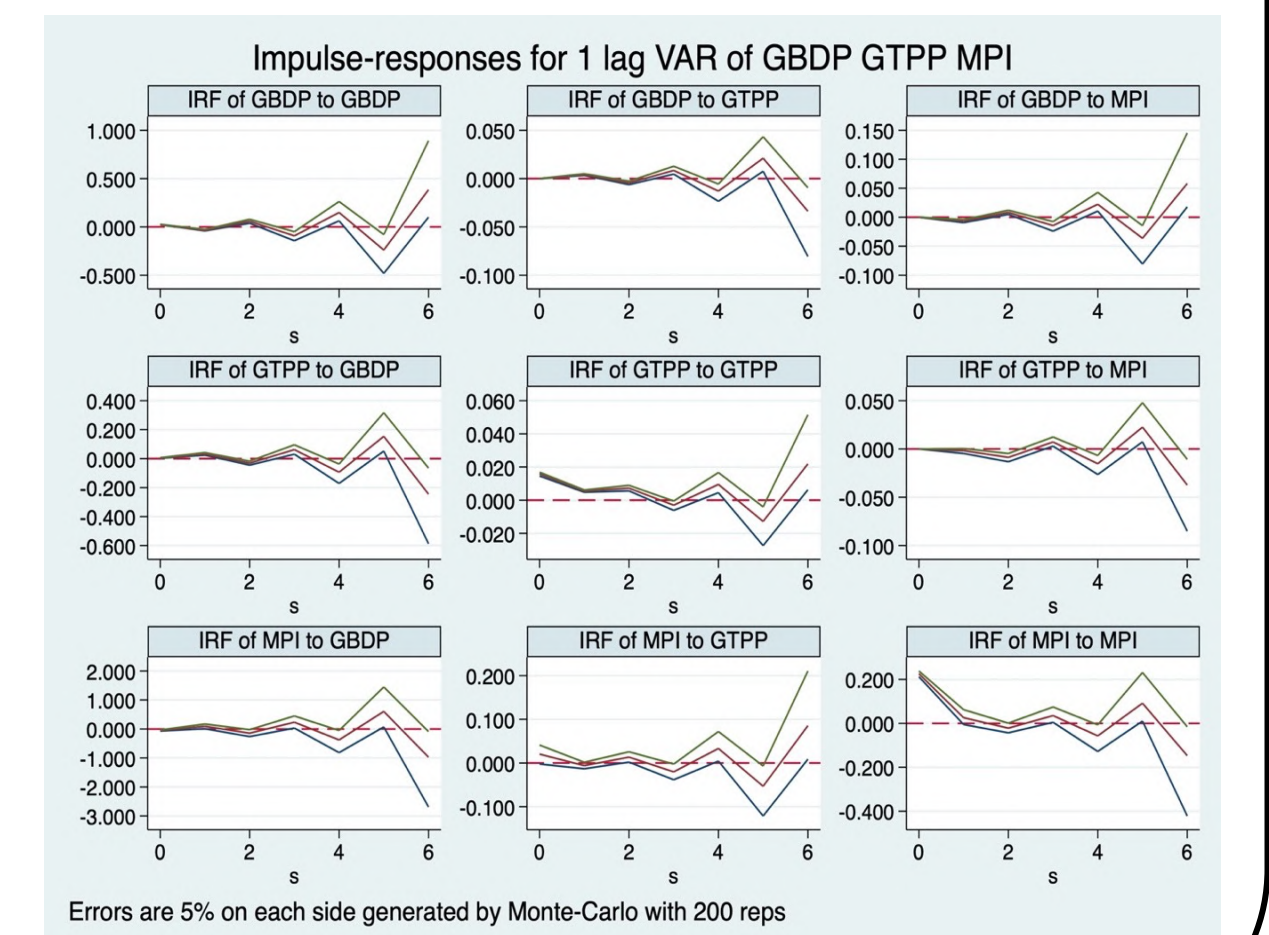 Impulse-responses for 1 lag VAR of GBDP GTPP MPI
IRF of GBDP to GBDP
1.000
0.500
0.000
-0.500
0 2 4 6
s
IRF of GBDP to GTPP
0.050
0.000
-0.050
-0.100
0 2 4 6
s
IRF of GBDP to MPI
0.150
0.100
0.050
0.000
-0.050
-0.100
0 2 4 6
s
IRF of GTPP to GBDP
0.400
0.200
0.000
-0.200
-0.400
-0.600
0 2 4 6
s
IRF of GTPP to GTPP
0.060
0.040
0.020
0.000
-0.020
0 2 4 6
s
IRF of GTPP to MPI
0.050
0.000
-0.050
-0.100
0 2 4 6
s
IRF of MPI to GBDP
2.000
1.000
0.000
-1.000
-2.000
-3.000
0 2 4 6
s
IRF of MPI to GTPP
0.200
0.100
0.000
-0.100
0 2 4 6
s
IRF of MPI to MPI
0.200
0.000
-0.200
-0.400
0 2 4 6
s
Errors are 5% on each side generated by Monte-Carlo with 200 reps